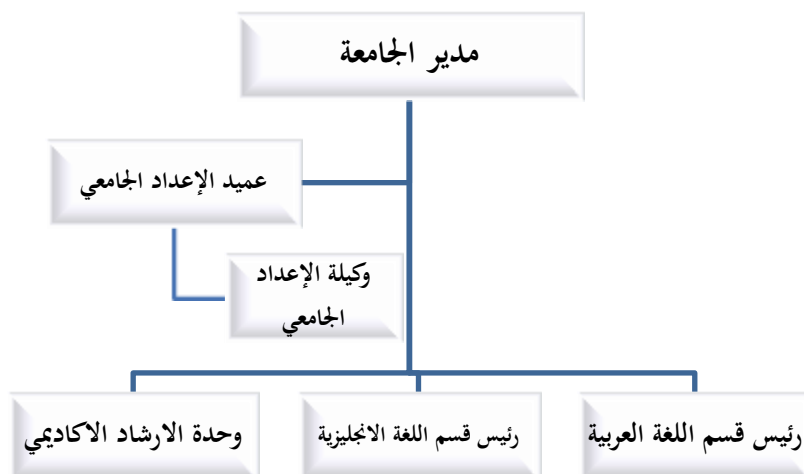 مدير الجامعة
عميد الإعداد الجامعي
وكيلة الإعداد
الجامعي
رئيس قسم اللغة العربية
رئيس قسم اللغة الانجليزية
وحدة الارشاد الاكاديمي